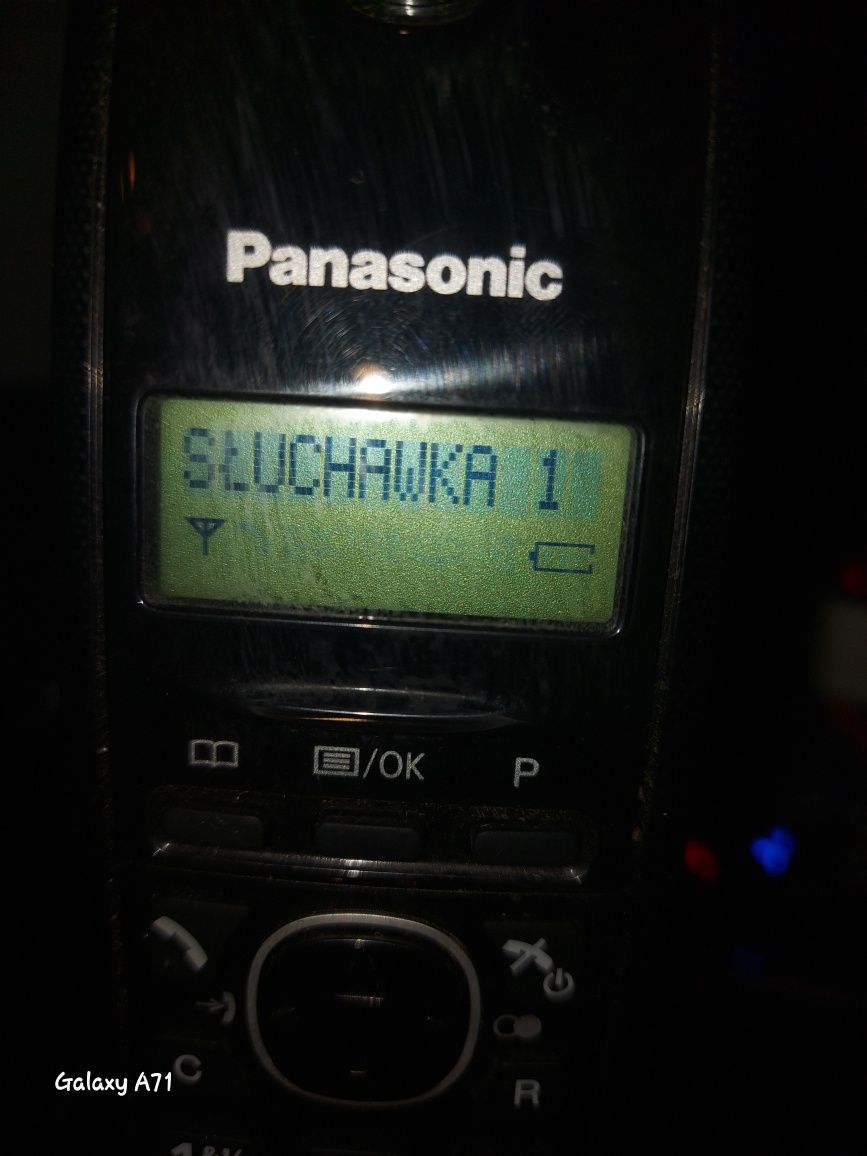 Panasonic
SŁUCHAWKA 1
/OK
P
C
R
Galaxy A71